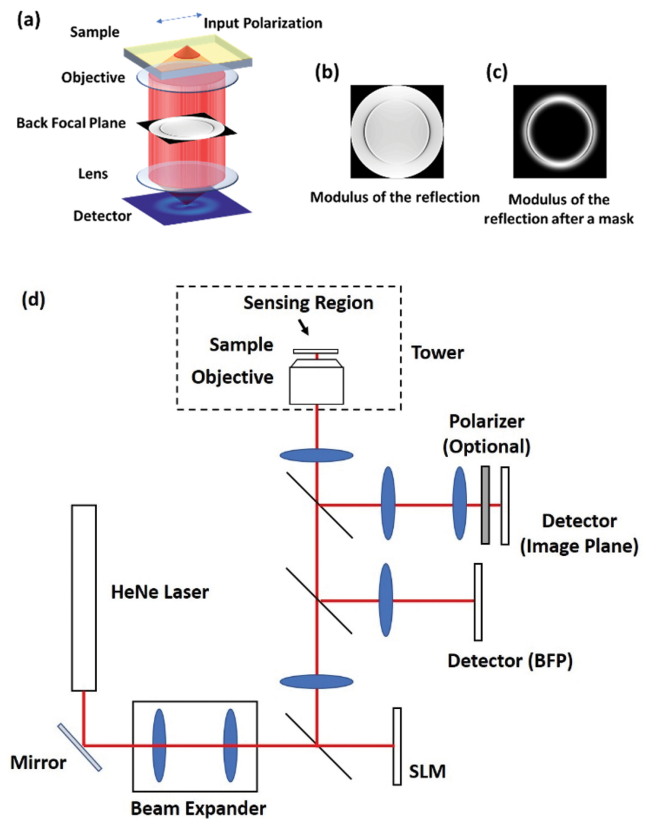 (a)
Input Polarization
Sample
Objective
Back Focal Plane
Lens
Detector
(b)
Modulus of the reflection
(c)
Modulus of the
reflection after a mask
(d)
Sensing Region
Sample
Objective
Tower
Polarizer
(Optional)
Detector
(Image Plane)
HeNe Laser
Detector (BFP)
Mirror
Beam Expander
SLM